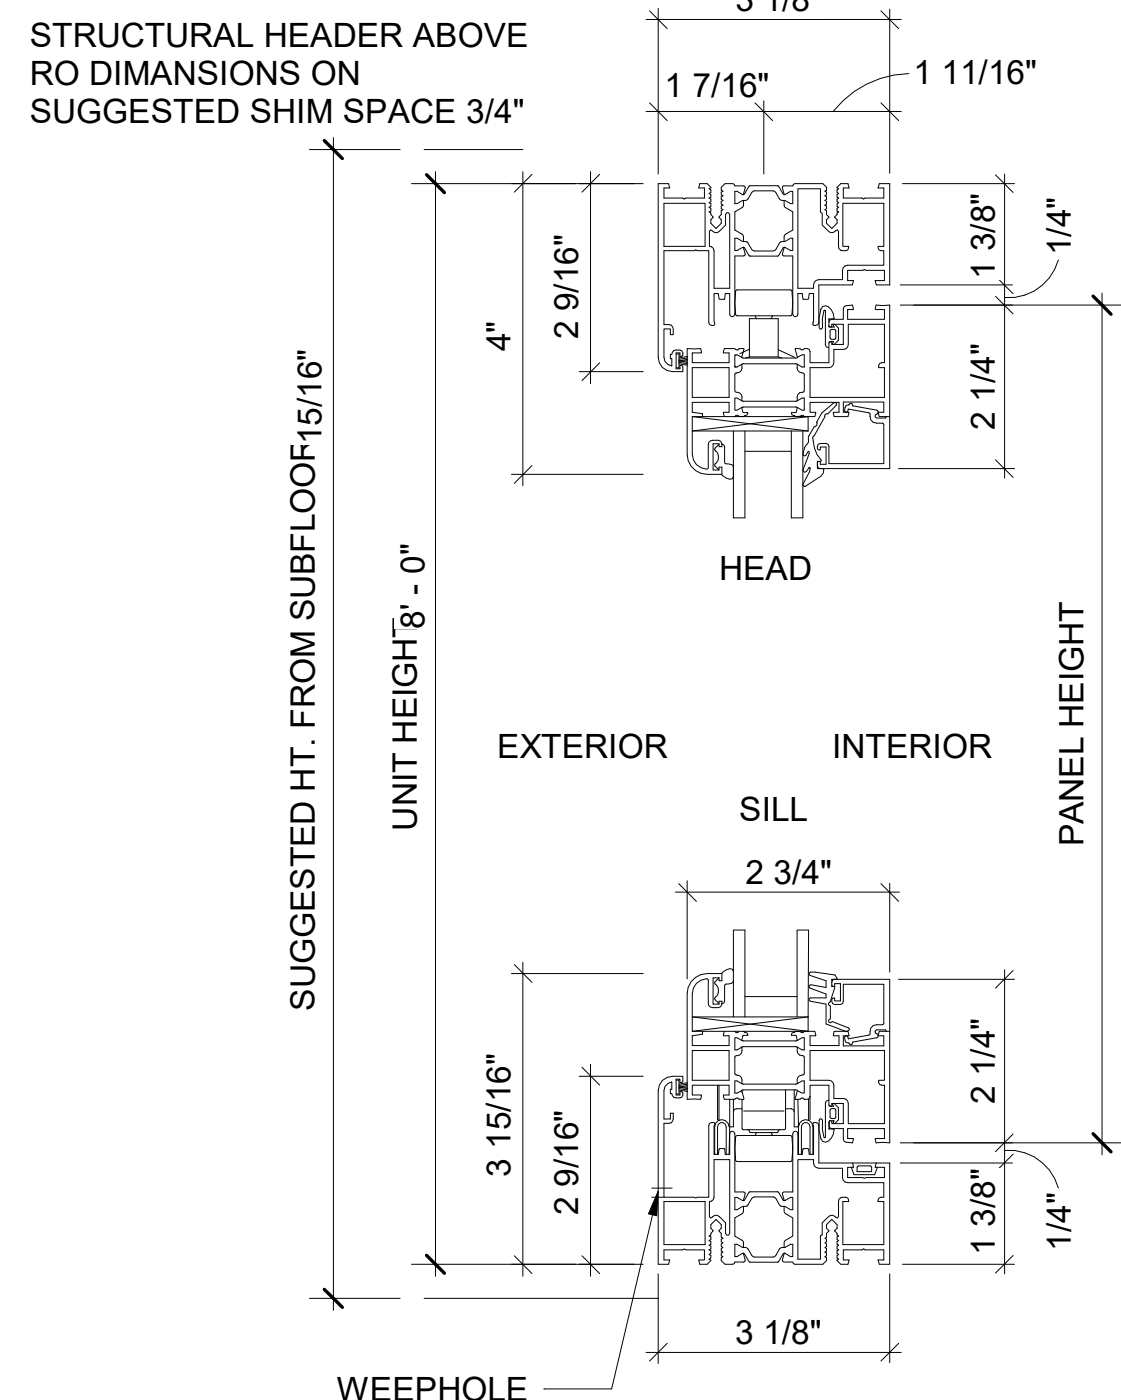 3 1/8"
STRUCTURAL HEADER ABOVE
RO DIMANSIONS ON
SUGGESTED SHIM SPACE 3/4"
1 7/16"
1 11/16"
1 3/8"
1/4"
2 9/16"
4"
2 1/4"
SUGGESTED HT. FROM SUBFLOOR
15/16"
UNIT HEIGHT
8' - 0"
HEAD
PANEL HEIGHT
EXTERIOR
INTERIOR
SILL
2 3/4"
3 15/16"
2 9/16"
2 1/4"
1 3/8"
1/4"
3 1/8"
WEEPHOLE